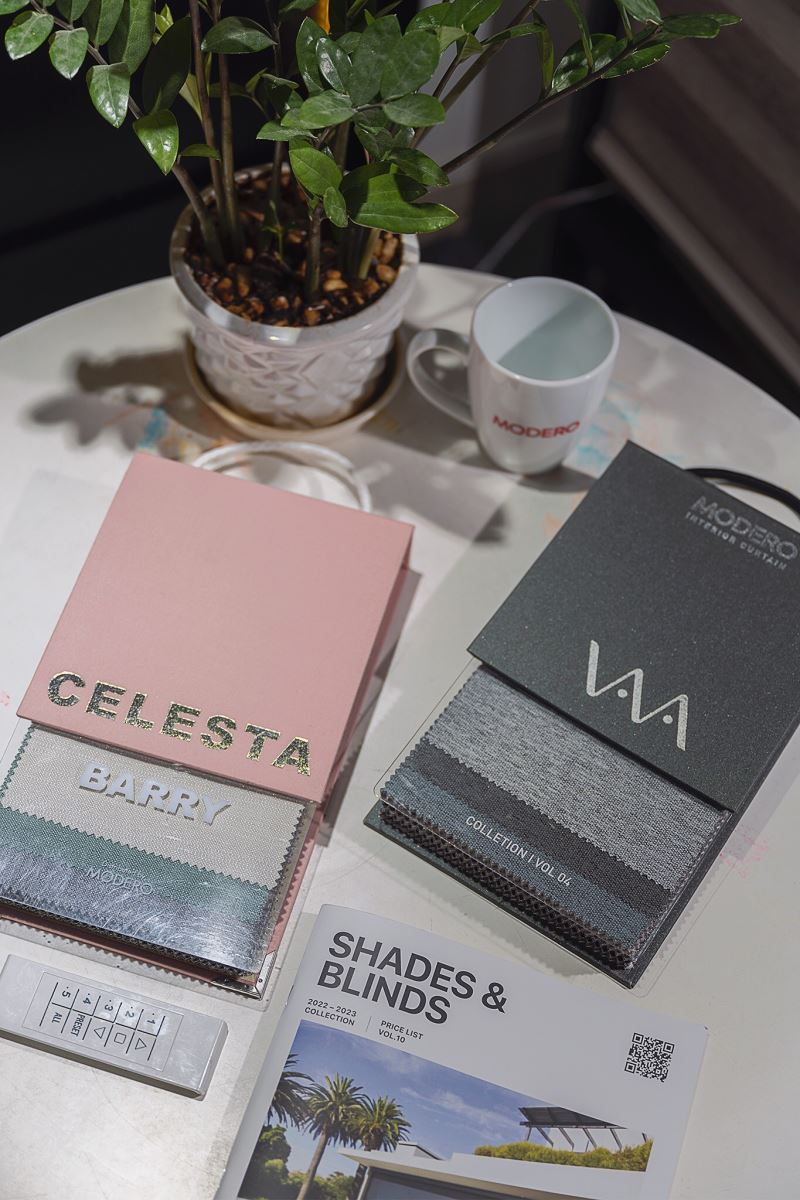 MODERO
MODERO
INTERIOR CURTAIN
CELESTA
BARRY
MODERO
COLLETION | VOL 04
SHADES &
BLINDS
2022 – 2023
COLLECTION
PRICE LIST
VOL.10
•1
•2
•3
•4
•5
PRESET
ALL